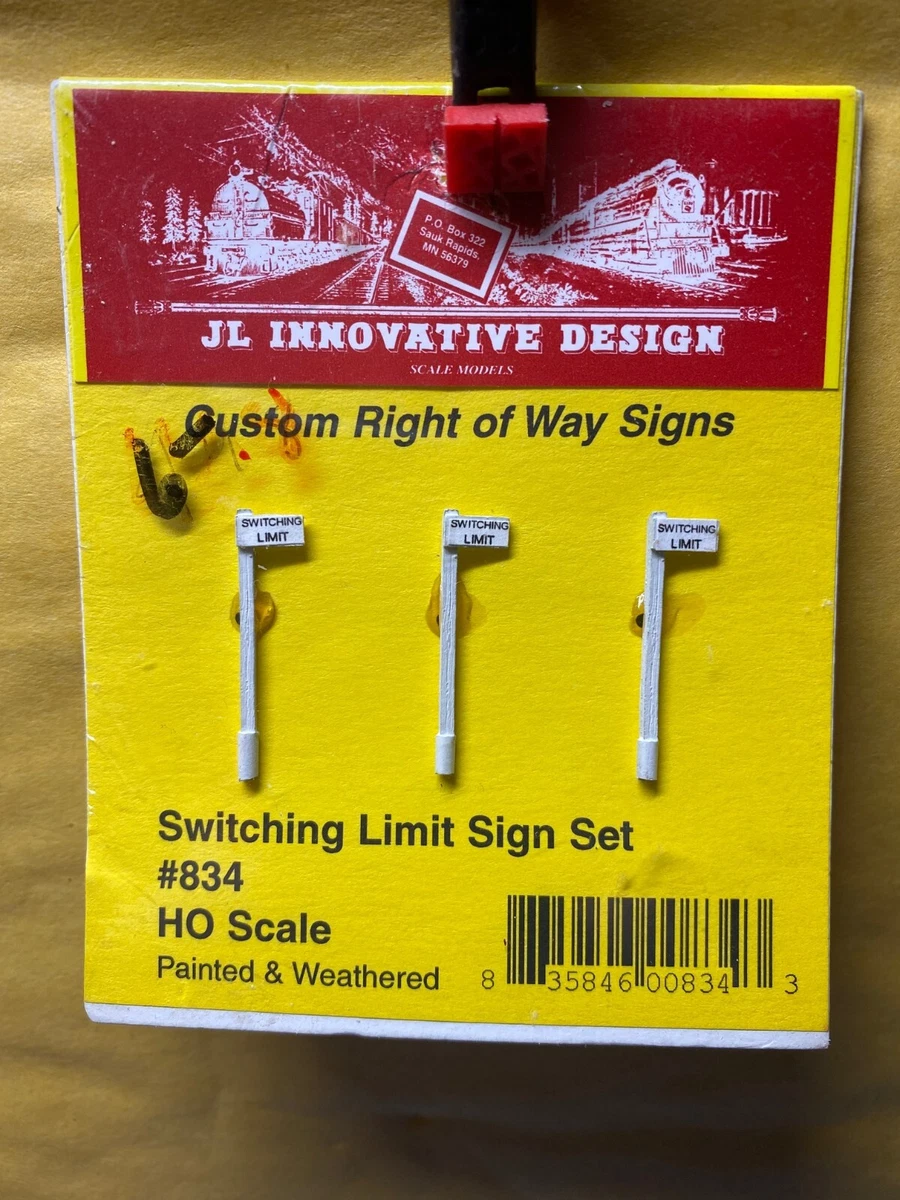 P.O. Box 322
Sauk Rapids,
MN 56379
JL INNOVATIVE DESIGN
SCALE MODELS
Custom Right of Way Signs
SWITCHING
LIMIT
SWITCHING
LIMIT
SWITCHING
LIMIT
Switching Limit Sign Set
#834
HO Scale
Painted & Weathered
8 35846 00834 3